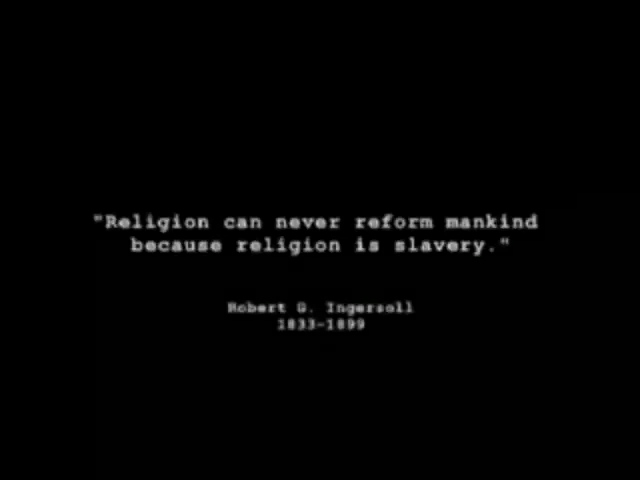 "Religion can never reform mankind
because religion is slavery."
Robert G. Ingersoll
1833-1899